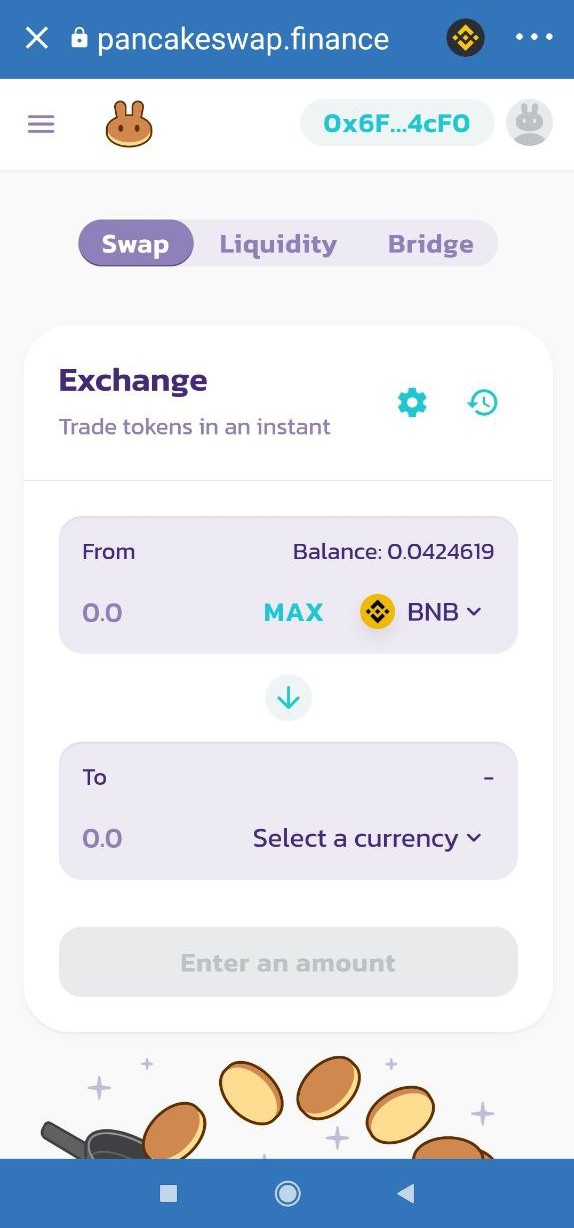 pancakeswap.finance
0x6F...4cF0
Swap Liquidity Bridge
Exchange
Trade tokens in an instant
From Balance: 0.0424619
0.0 MAX BNB
To -
0.0 Select a currency
Enter an amount